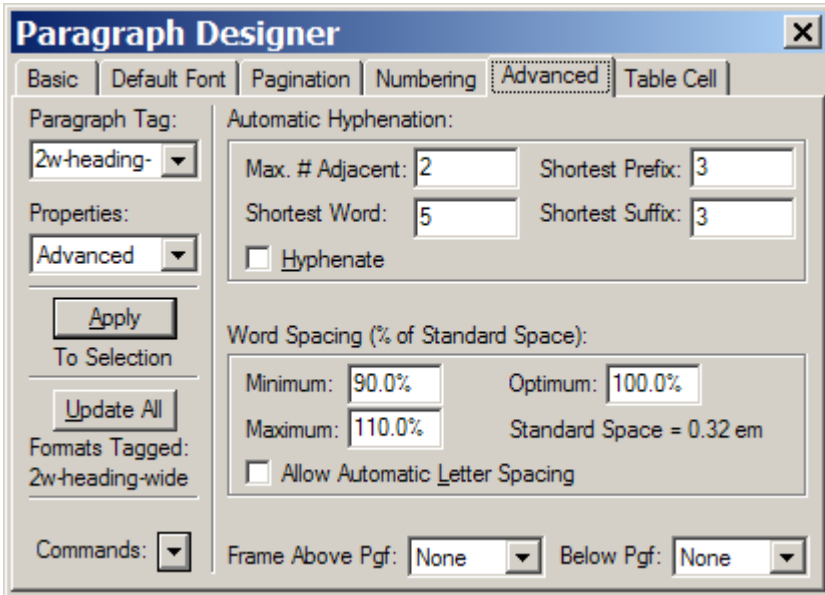 Paragraph Designer
Basic Default Font Pagination Numbering Advanced Table Cell
Paragraph Tag:
2w-heading-
Properties:
Advanced
Apply
To Selection
Update All
Formats Tagged:
2w-heading-wide
Commands:
Automatic Hyphenation:
Max. # Adjacent: 2 Shortest Prefix: 3
Shortest Word: 5 Shortest Suffix: 3
Hyphenate
Word Spacing (% of Standard Space):
Minimum: 90.0% Optimum: 100.0%
Maximum: 110.0% Standard Space = 0.32 em
Allow Automatic Letter Spacing
Frame Above Pgf: None Below Pgf: None